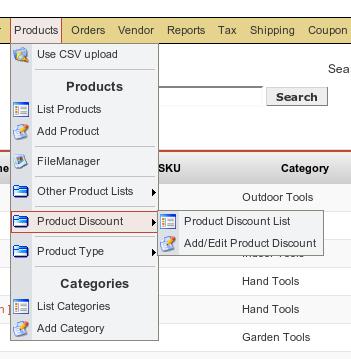 Products Orders Vendor Reports Tax Shipping Coupon
Use CSV upload
Products
Search
List Products
Add Product
FileManager
SKU Category
Other Product Lists
Outdoor Tools
Product Discount
Product Discount List
Add/Edit Product Discount
Product Type
Categories
Hand Tools
List Categories
Hand Tools
Add Category
Garden Tools